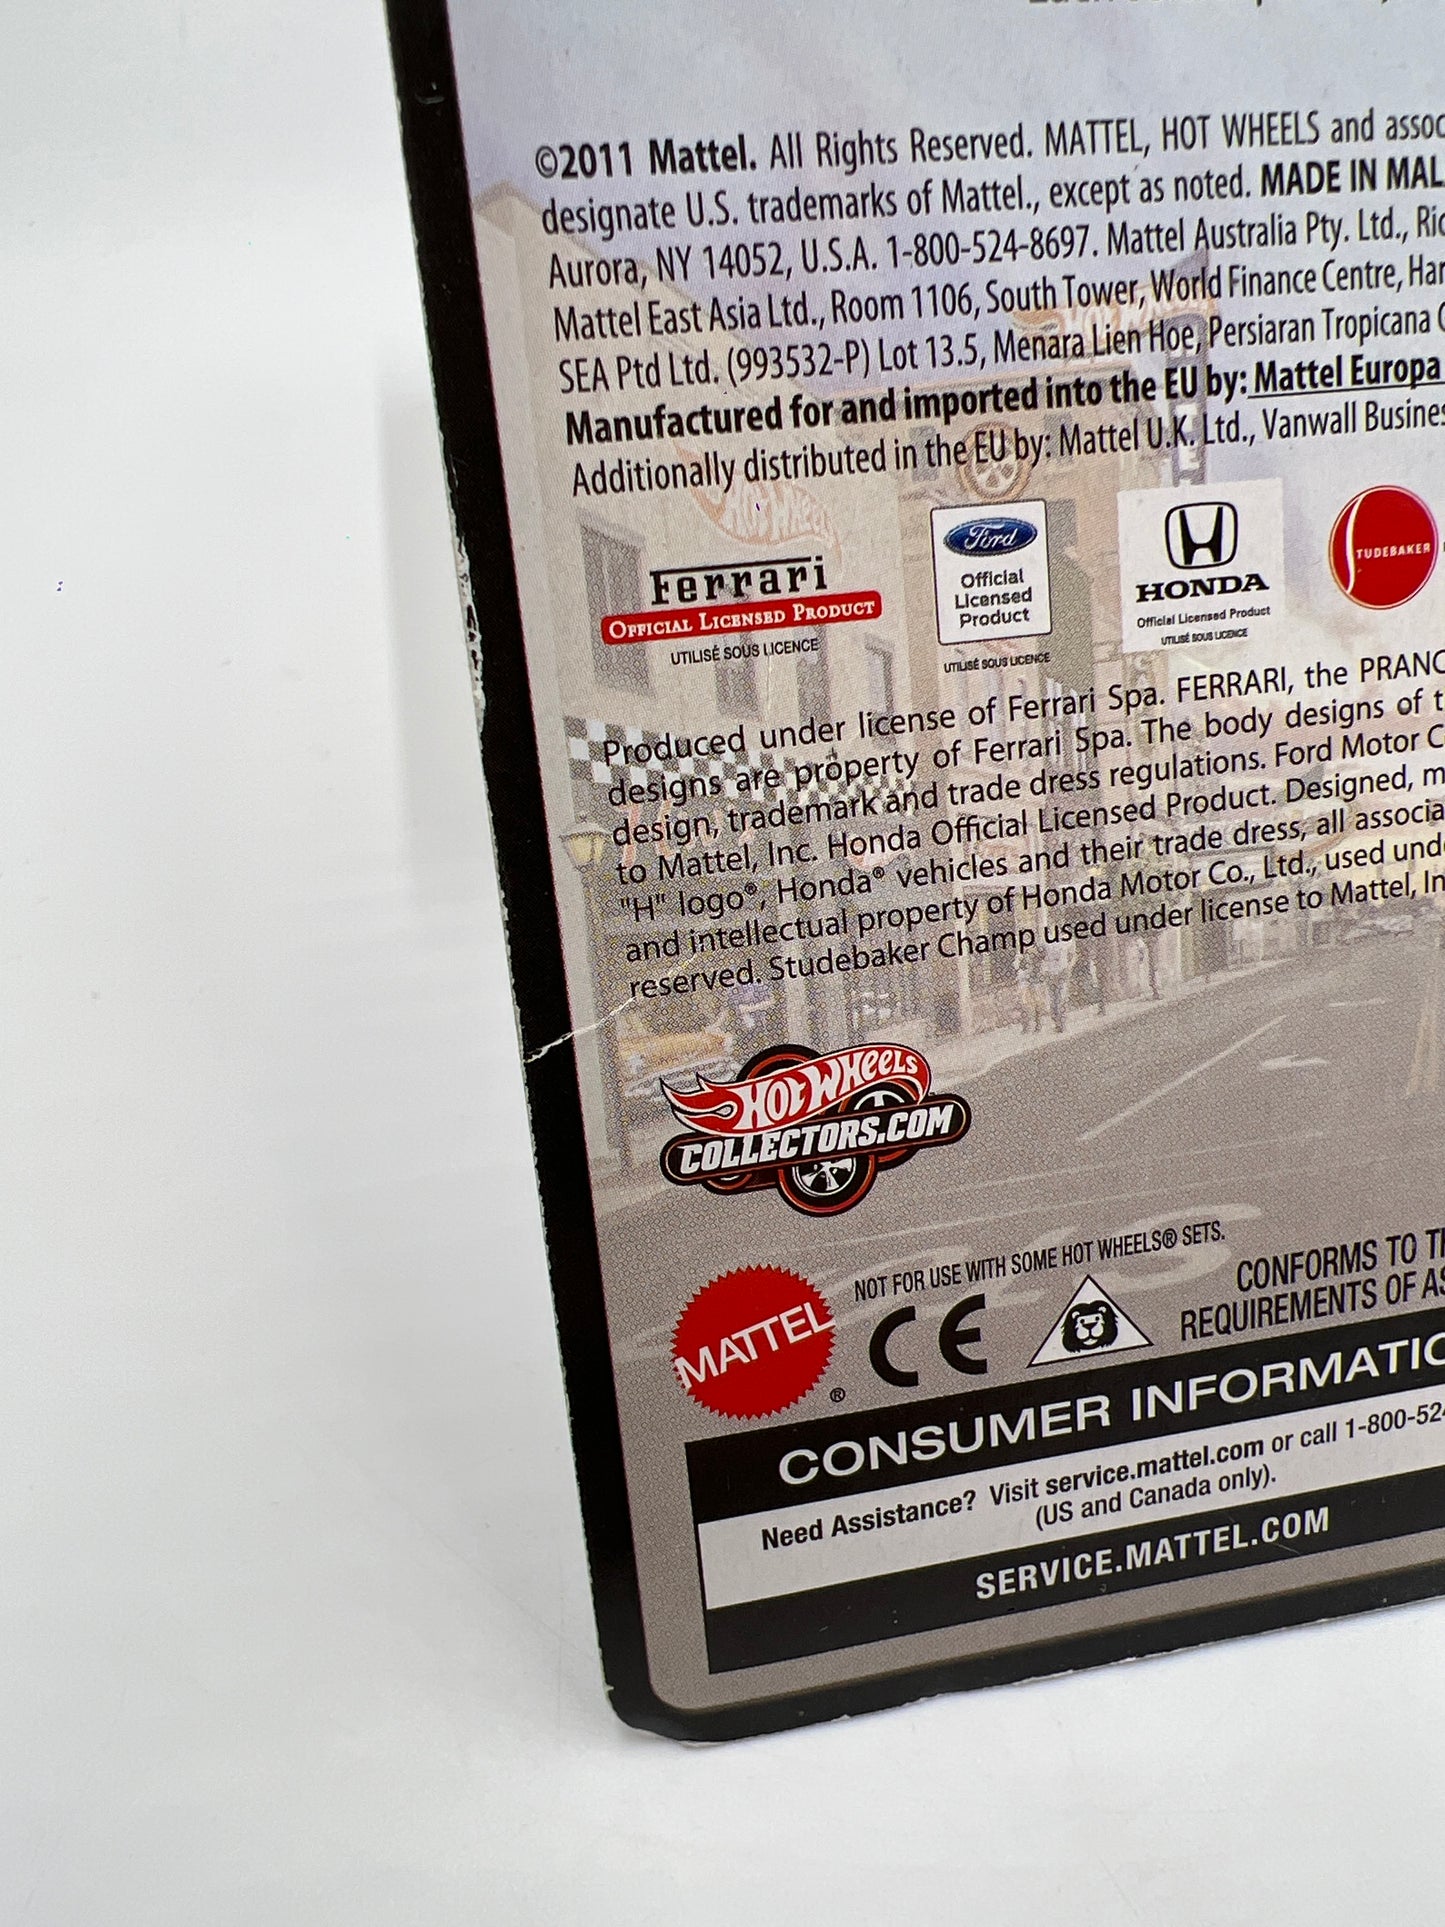 ©2011 Mattel. All Rights Reserved. MATTEL, HOT WHEELS and assoc
designate U.S. trademarks of Mattel., except as noted. MADE IN MAL
Aurora, NY 14052, U.S.A. 1-800-524-8697. Mattel Australia Pty. Ltd., Ric
Mattel East Asia Ltd., Room 1106, South Tower, World Finance Centre, Har
SEA Ptd Ltd. (993532-P) Lot 13.5, Menara Lien Hoe, Persiaran Tropicana
Manufactured for and imported into the EU by: Mattel Europa
Additionally distributed in the EU by: Mattel U.K. Ltd., Vanwall Busines
HOT WHEELS
Ferrari
OFFICIAL LICENSED PRODUCT
UTILISÉ SOUS LICENCE
Ford
Official
Licensed
Product
UTILISÉ SOUS LICENCE
HONDA
Official Licensed Product
UTILISÉ SOUS LICENCE
STUDEBAKER
Produced under license of Ferrari Spa. FERRARI, the PRANC
designs are property of Ferrari Spa. The body designs of t
design, trademark and trade dress regulations. Ford Motor C
to Mattel, Inc. Honda Official Licensed Product. Designed, m
"H" logo®, Honda® vehicles and their trade dress, all associa
and intellectual property of Honda Motor Co., Ltd., used und
reserved. Studebaker Champ used under license to Mattel, In
HOT WHEELS
COLLECTORS.COM
NOT FOR USE WITH SOME HOT WHEELS® SETS.
MATTEL
®
CE
CONFORMS TO TH
REQUIREMENTS OF AS
CONSUMER INFORMATIO
Need Assistance? Visit service.mattel.com or call 1-800-524
(US and Canada only).
SERVICE.MATTEL.COM